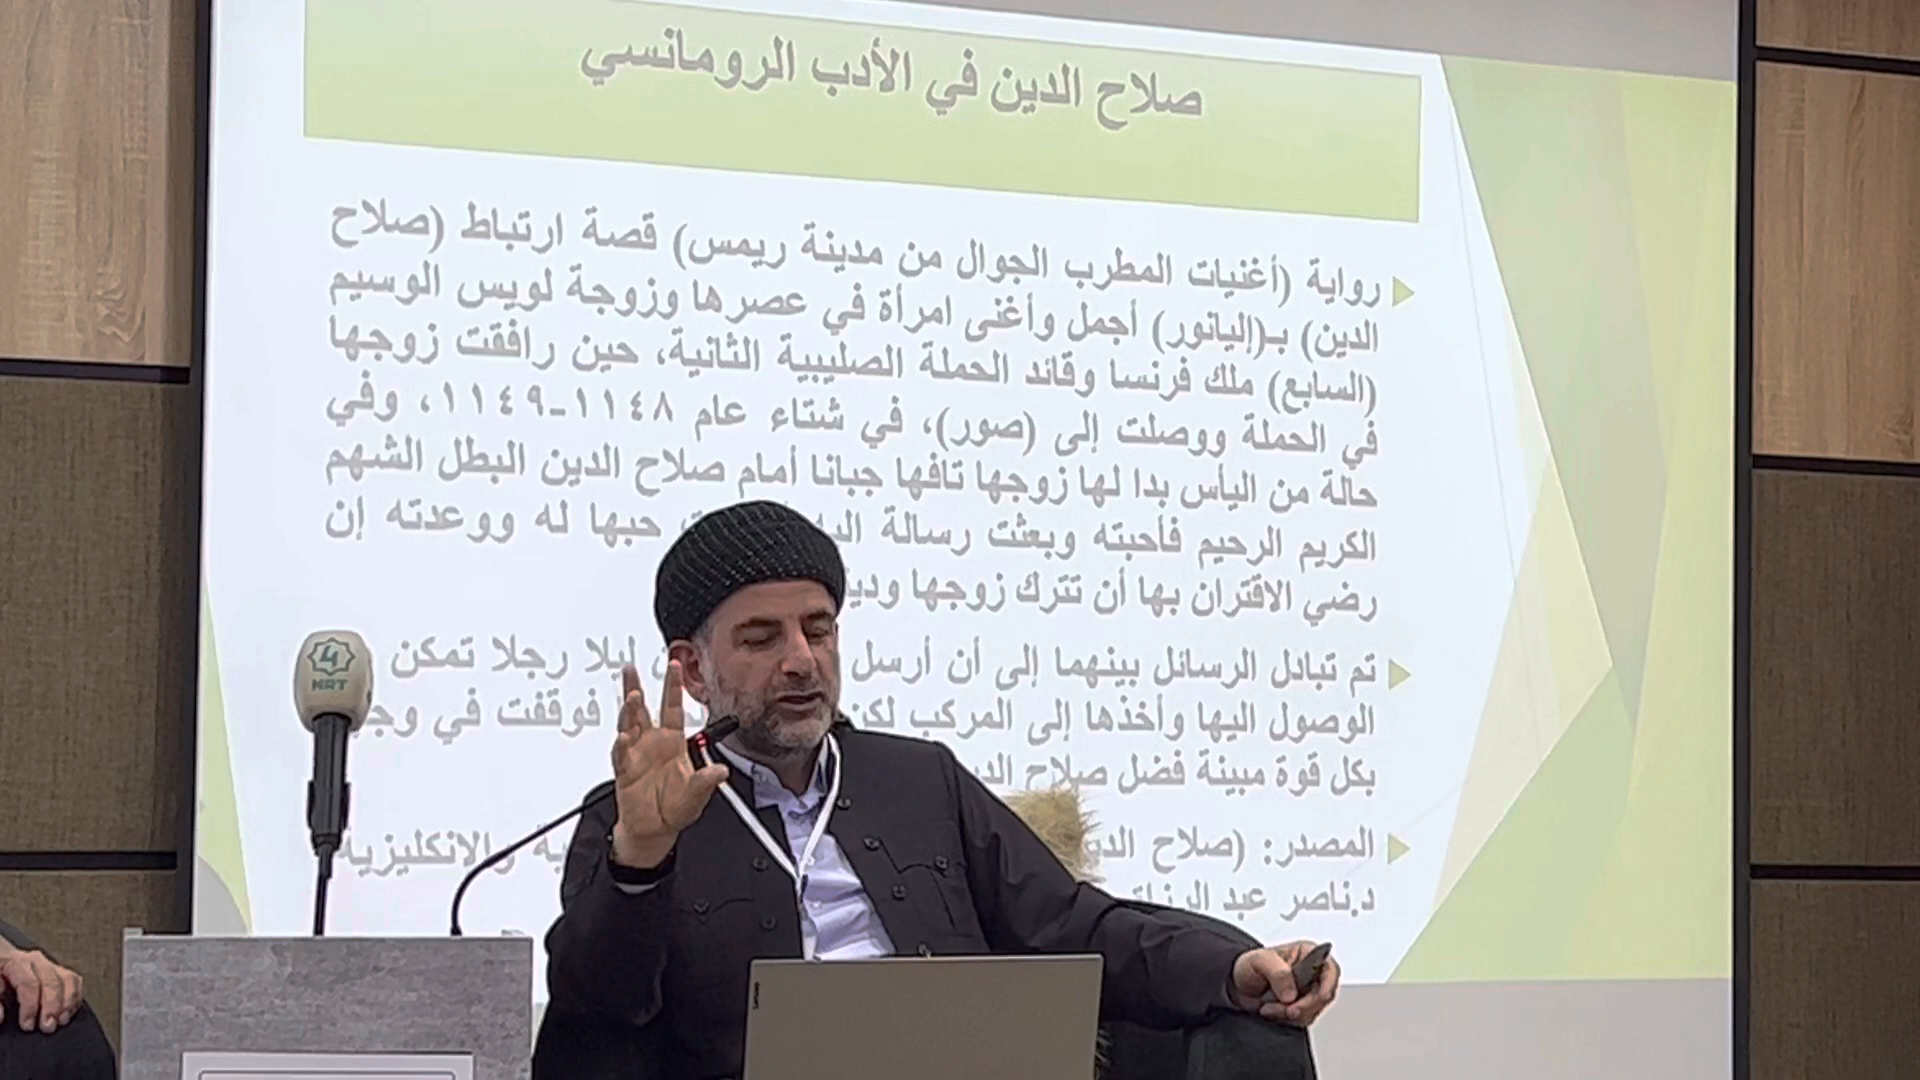 صلاح الدين في الأدب الرومانسي
رواية (أغنيات المطرب الجوال من مدينة ريمس) قصة ارتباط (صلاح
الدين) بـ(إليانور) أجمل وأغنى امرأة في عصرها وزوجة لويس الوسيم
(السابع) ملك فرنسا وقائد الحملة الصليبية الثانية، حين رافقت زوجها
في الحملة ووصلت إلى (صور)، في شتاء عام ١١٤٨-١١٤٩، وفي
حالة من اليأس بدا لها زوجها تافها جبانا أمام صلاح الدين البطل الشهم
الكريم الرحيم فأحبته وبعثت رسالة حبها له ووعدته إن
رضي الاقتران بها أن تترك زوجها
تم تبادل الرسائل بينهما إلى أن أرسل ليلا رجلا تمكن
الوصول اليها وأخذها إلى المركب فوقفت في
بكل قوة مبينة فضل صلاح
المصدر: (صلاح والانكليزية
د.ناصر عبد
4
NRT